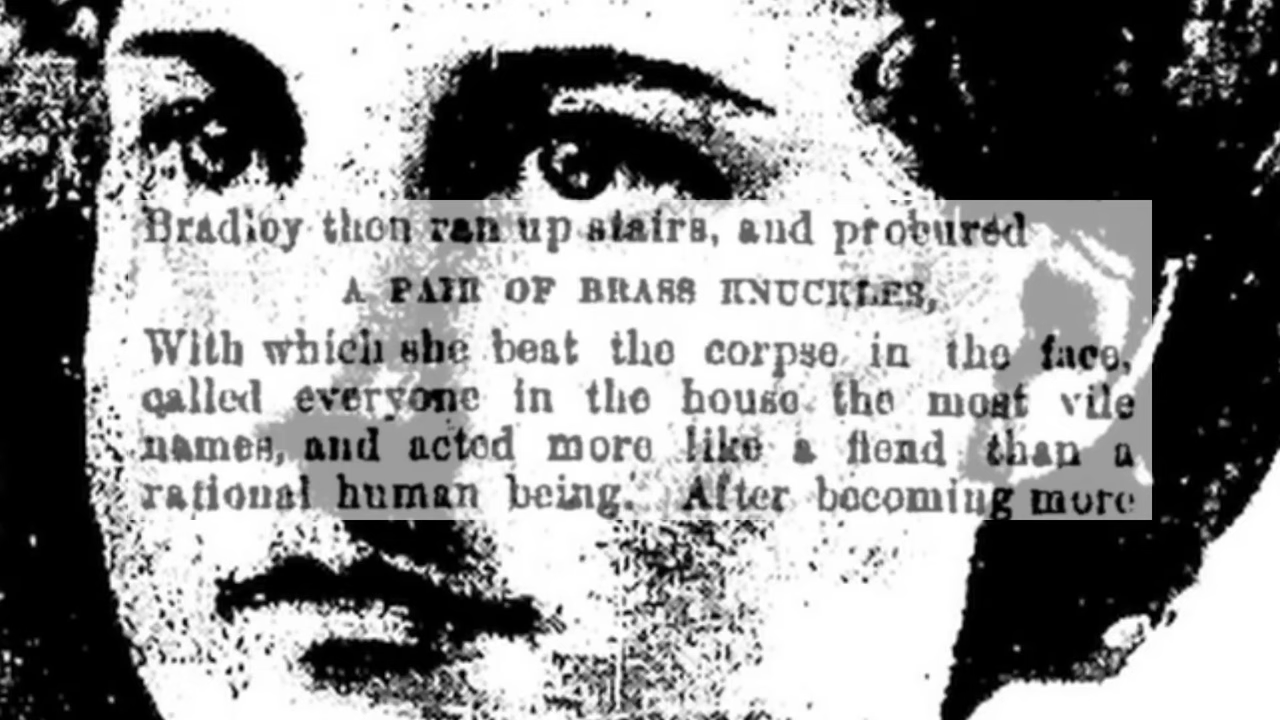 Bradley then ran up stairs, and procured
A PAIR OF BRASS KNUCKLES,
With which she beat the corpse in the face,
called everyone in the house the most vile
names, and acted more like a fiend than a
rational human being. After becoming more